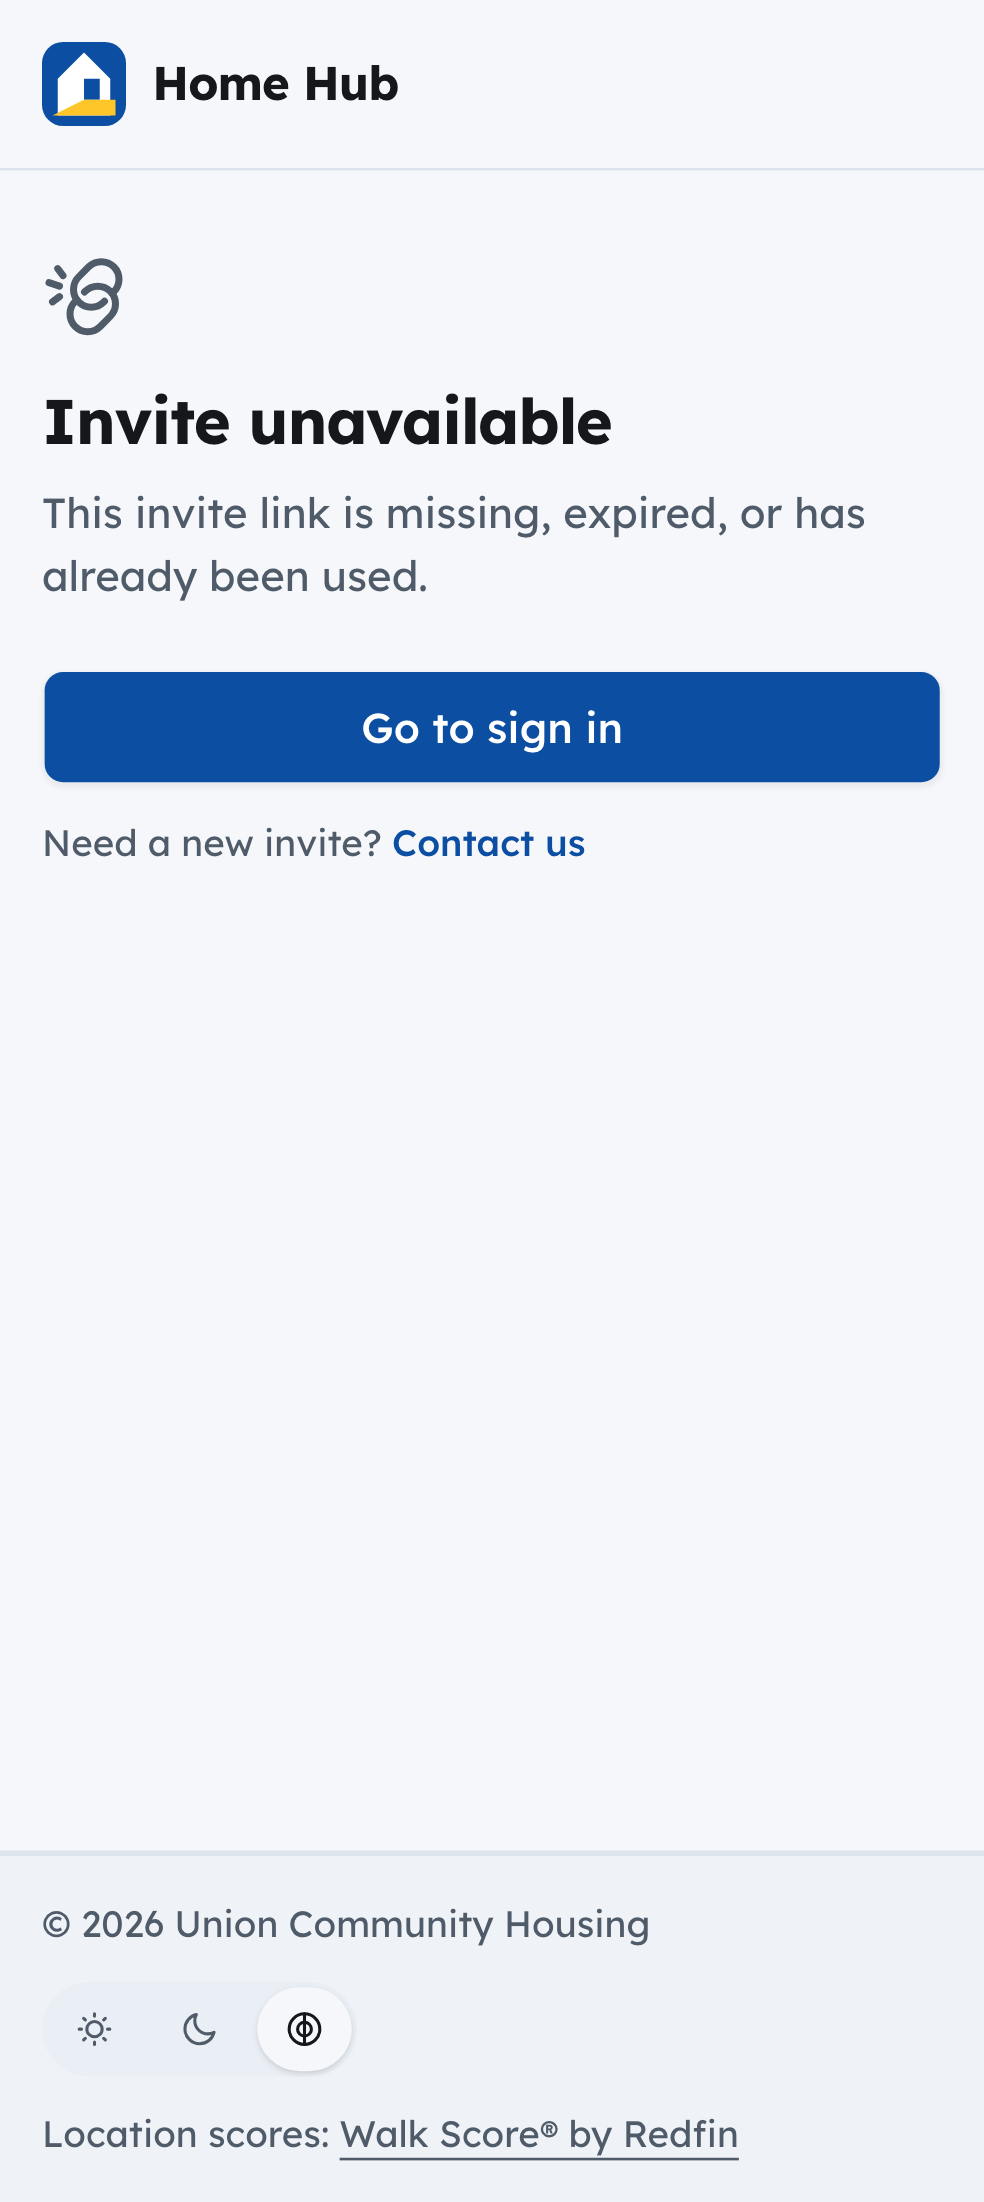 Home Hub
Invite unavailable
This invite link is missing, expired, or has
already been used.
Go to sign in
Need a new invite? Contact us
© 2026 Union Community Housing
Location scores: Walk Score® by Redfin